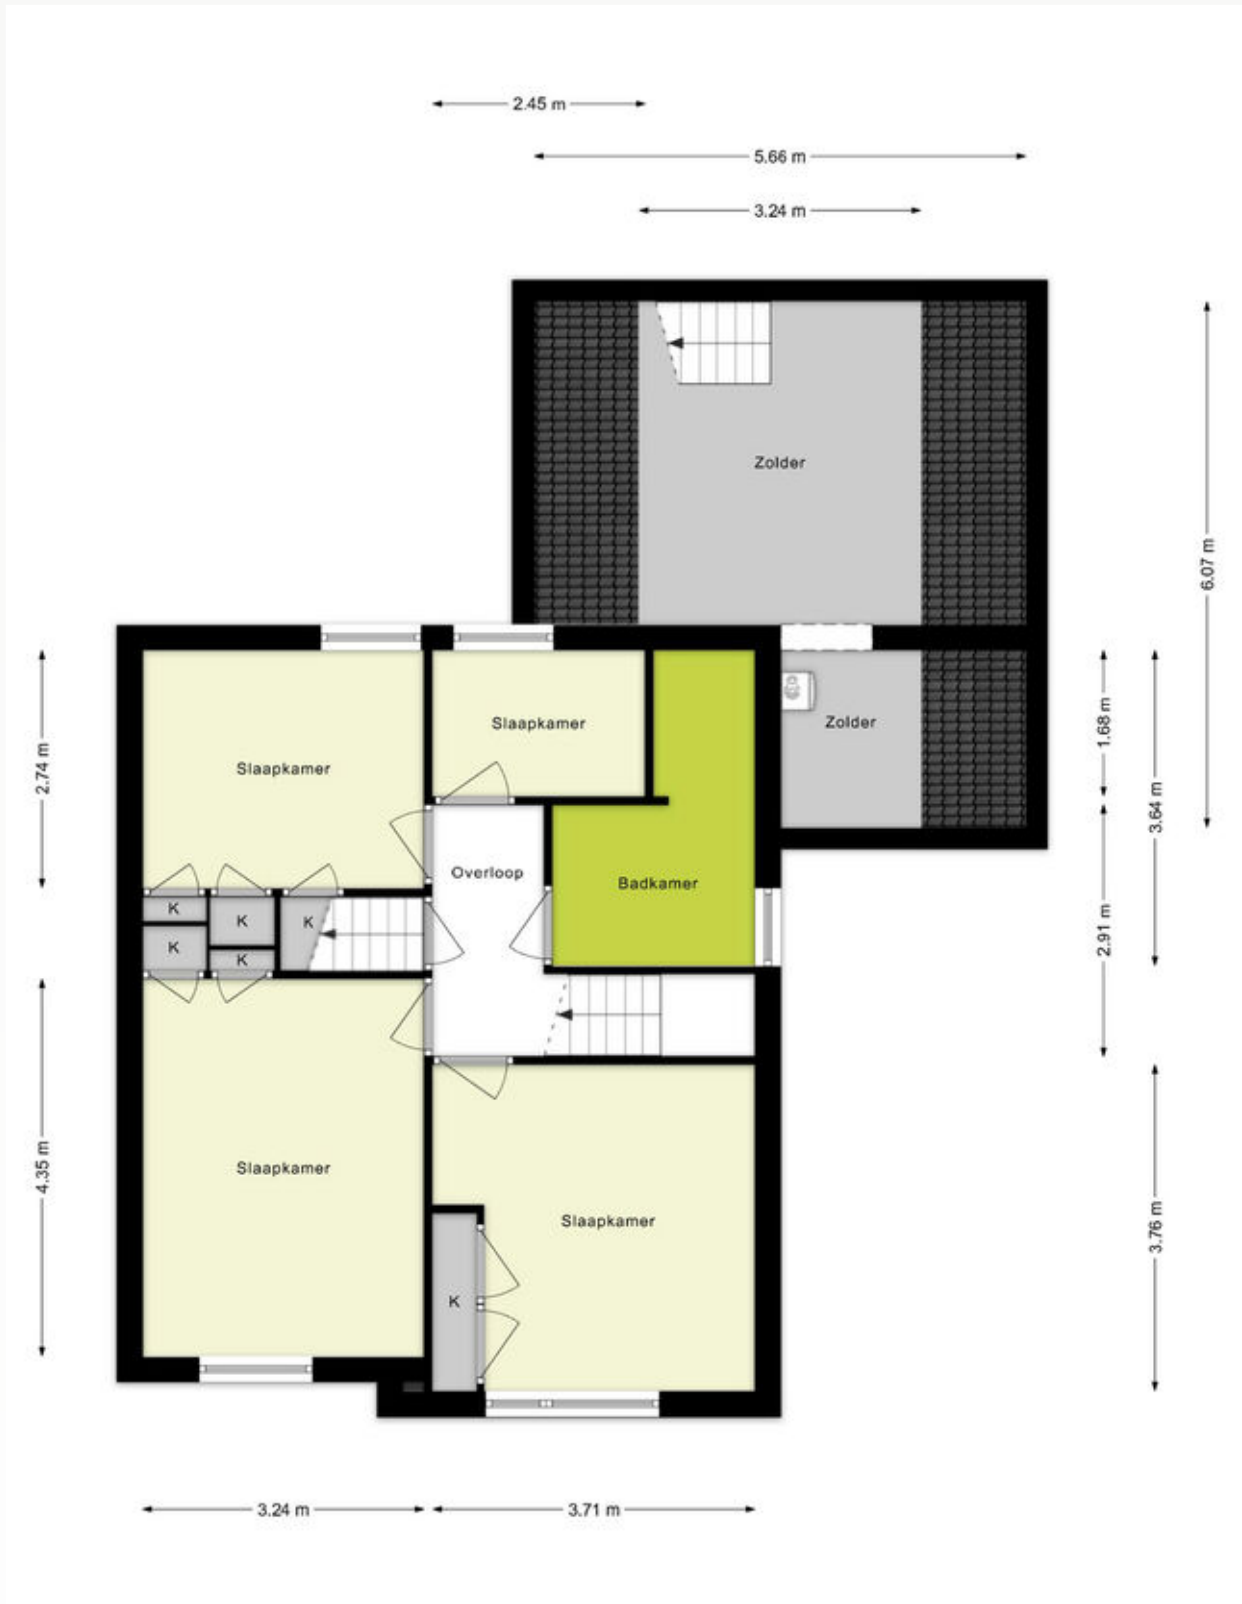 2.45 m
5.66 m
3.24 m
Zolder
6.07 m
Slaapkamer
Slaapkamer
Zolder
2.74 m
1.68 m
3.64 m
Overloop
Badkamer
K
K
K
K
K
2.91 m
Slaapkamer
Slaapkamer
4.35 m
3.76 m
K
3.24 m
3.71 m